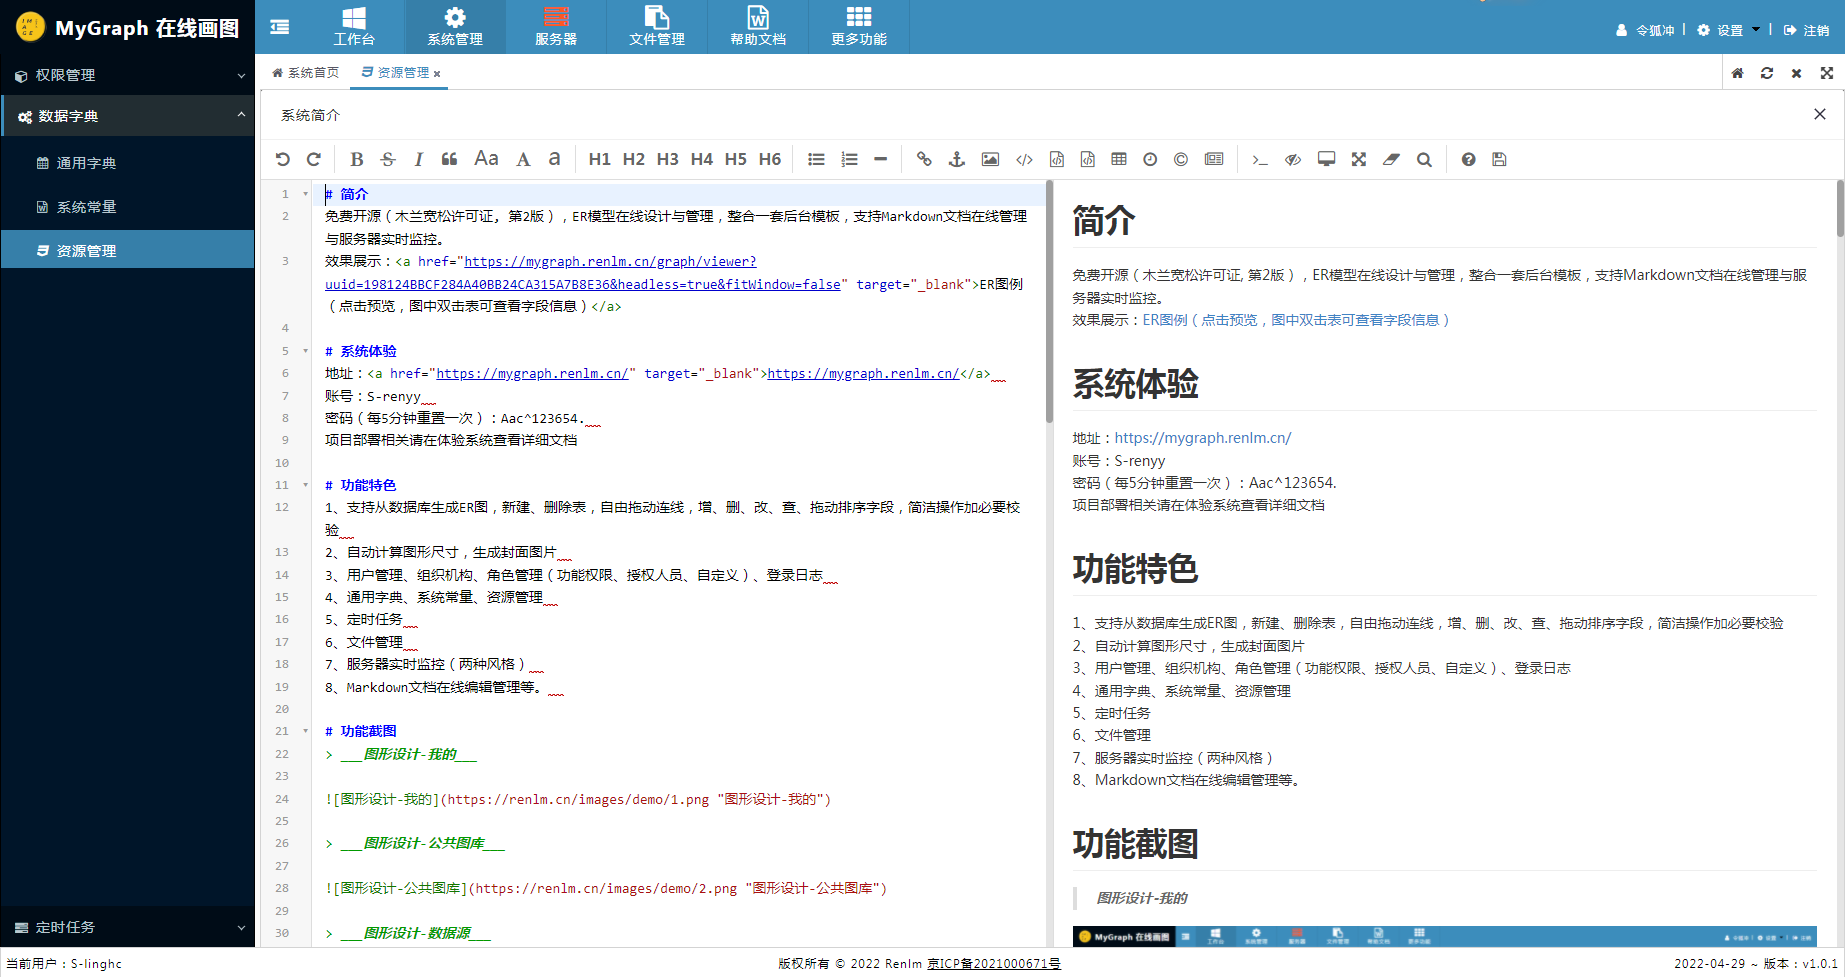 MyGraph 在线画图
工作台
系统管理
服务器
文件管理
帮助文档
更多功能
令狐冲
设置
注销
权限管理
数据字典
通用字典
系统常量
资源管理
定时任务
系统首页
资源管理
系统简介
B S I Aa A a H1 H2 H3 H4 H5 H6
1 # 简介
2 免费开源（木兰宽松许可证, 第2版），ER模型在线设计与管理，整合一套后台模板，支持Markdown文档在线管理
与服务器实时监控。
3 效果展示：<a href="https://mygraph.renlm.cn/graph/viewer?
uuid=198124BBCF284A40BB24CA315A7B8E36&headless=true&fitWindow=false" target="_blank">ER图例
（点击预览，图中双击表可查看字段信息）</a>
4
5 # 系统体验
6 地址：<a href="https://mygraph.renlm.cn/" target="_blank">https://mygraph.renlm.cn/</a>
7 账号：S-renyy
8 密码（每5分钟重置一次）：Aac^123654.
9 项目部署相关请在体验系统查看详细文档
10
11 # 功能特色
12 1、支持从数据库生成ER图，新建、删除表，自由拖动连线，增、删、改、查、拖动排序字段，简洁操作加必要校
验
13 2、自动计算图形尺寸，生成封面图片
14 3、用户管理、组织机构、角色管理（功能权限、授权人员、自定义）、登录日志
15 4、通用字典、系统常量、资源管理
16 5、定时任务
17 6、文件管理
18 7、服务器实时监控（两种风格）
19 8、Markdown文档在线编辑管理等。
20
21 # 功能截图
22 > ___图形设计-我的___
23
24 ![图形设计-我的](https://renlm.cn/images/demo/1.png "图形设计-我的")
25
26 > ___图形设计-公共图库___
27
28 ![图形设计-公共图库](https://renlm.cn/images/demo/2.png "图形设计-公共图库")
29
30 > ___图形设计-数据源___
简介
免费开源（木兰宽松许可证, 第2版），ER模型在线设计与管理，整合一套后台模板，支持Markdown文档在线管理与服
务器实时监控。
效果展示：ER图例（点击预览，图中双击表可查看字段信息）
系统体验
地址：https://mygraph.renlm.cn/
账号：S-renyy
密码（每5分钟重置一次）：Aac^123654.
项目部署相关请在体验系统查看详细文档
功能特色
1、支持从数据库生成ER图，新建、删除表，自由拖动连线，增、删、改、查、拖动排序字段，简洁操作加必要校验
2、自动计算图形尺寸，生成封面图片
3、用户管理、组织机构、角色管理（功能权限、授权人员、自定义）、登录日志
4、通用字典、系统常量、资源管理
5、定时任务
6、文件管理
7、服务器实时监控（两种风格）
8、Markdown文档在线编辑管理等。
功能截图
图形设计-我的
MyGraph 在线画图
当前用户：S-linghc
版权所有 © 2022 Renlm 京ICP备2021000671号
2022-04-29 ~ 版本：v1.0.1